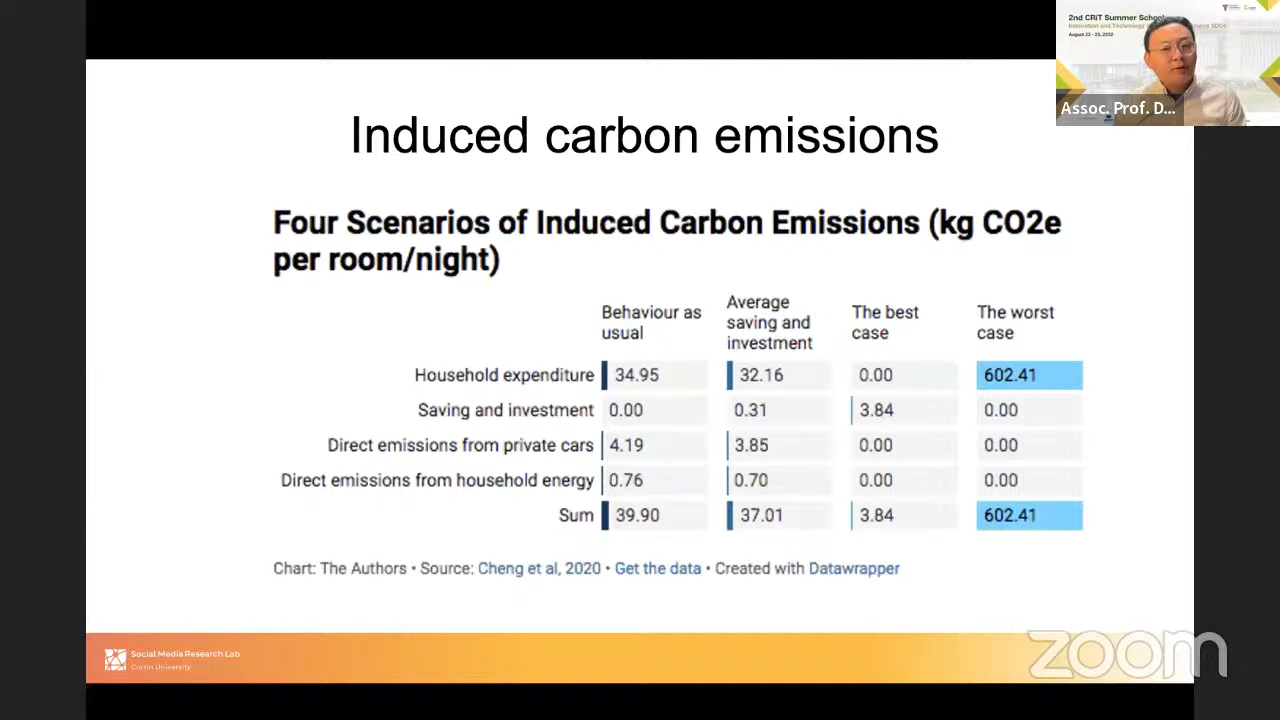 2nd CRiT Summer School
Innovation and Technology
August 22 - 25, 2022
Assoc. Prof. D...
Induced carbon emissions
Four Scenarios of Induced Carbon Emissions (kg CO2e
per room/night)
Behaviour as usual Average saving and investment The best case The worst case
Household expenditure 34.95 32.16 0.00 602.41
Saving and investment 0.00 0.31 3.84 0.00
Direct emissions from private cars 4.19 3.85 0.00 0.00
Direct emissions from household energy 0.76 0.70 0.00 0.00
Sum 39.90 37.01 3.84 602.41
Chart: The Authors • Source: Cheng et al, 2020 • Get the data • Created with Datawrapper
Social Media Research Lab
Curtin University
zoom